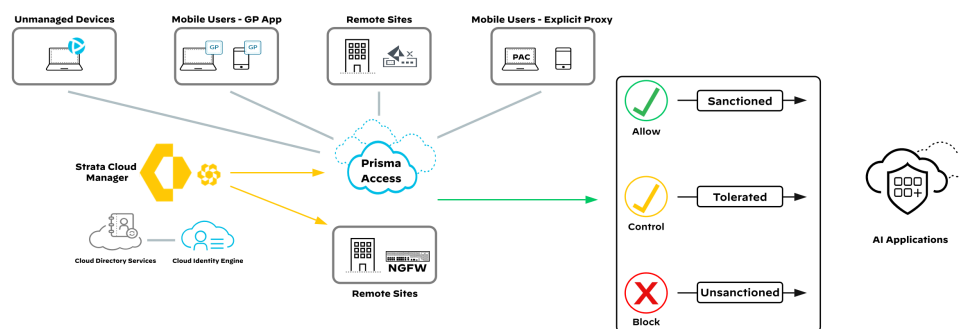 Unmanaged Devices
Mobile Users - GP App
Remote Sites
Mobile Users - Explicit Proxy
GP
GP
PAC
Prisma
Access
Strata Cloud
Manager
Cloud Directory Services
Cloud Identity Engine
NGFW
Remote Sites
Allow
Sanctioned
Control
Tolerated
Block
Unsanctioned
AI Applications